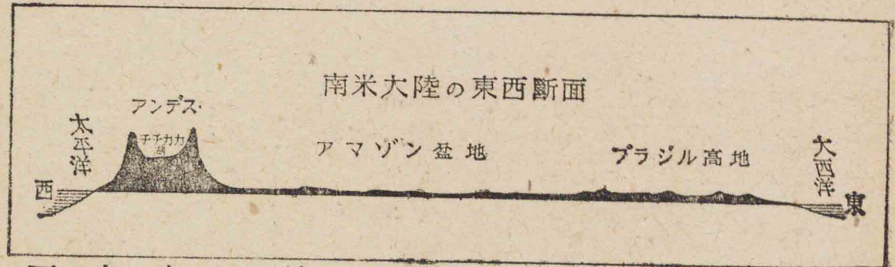 南米大陸の東西斷面
アンデス
太平洋
チチカカ湖
アマゾン盆地
ブラジル高地
大西洋
西
東